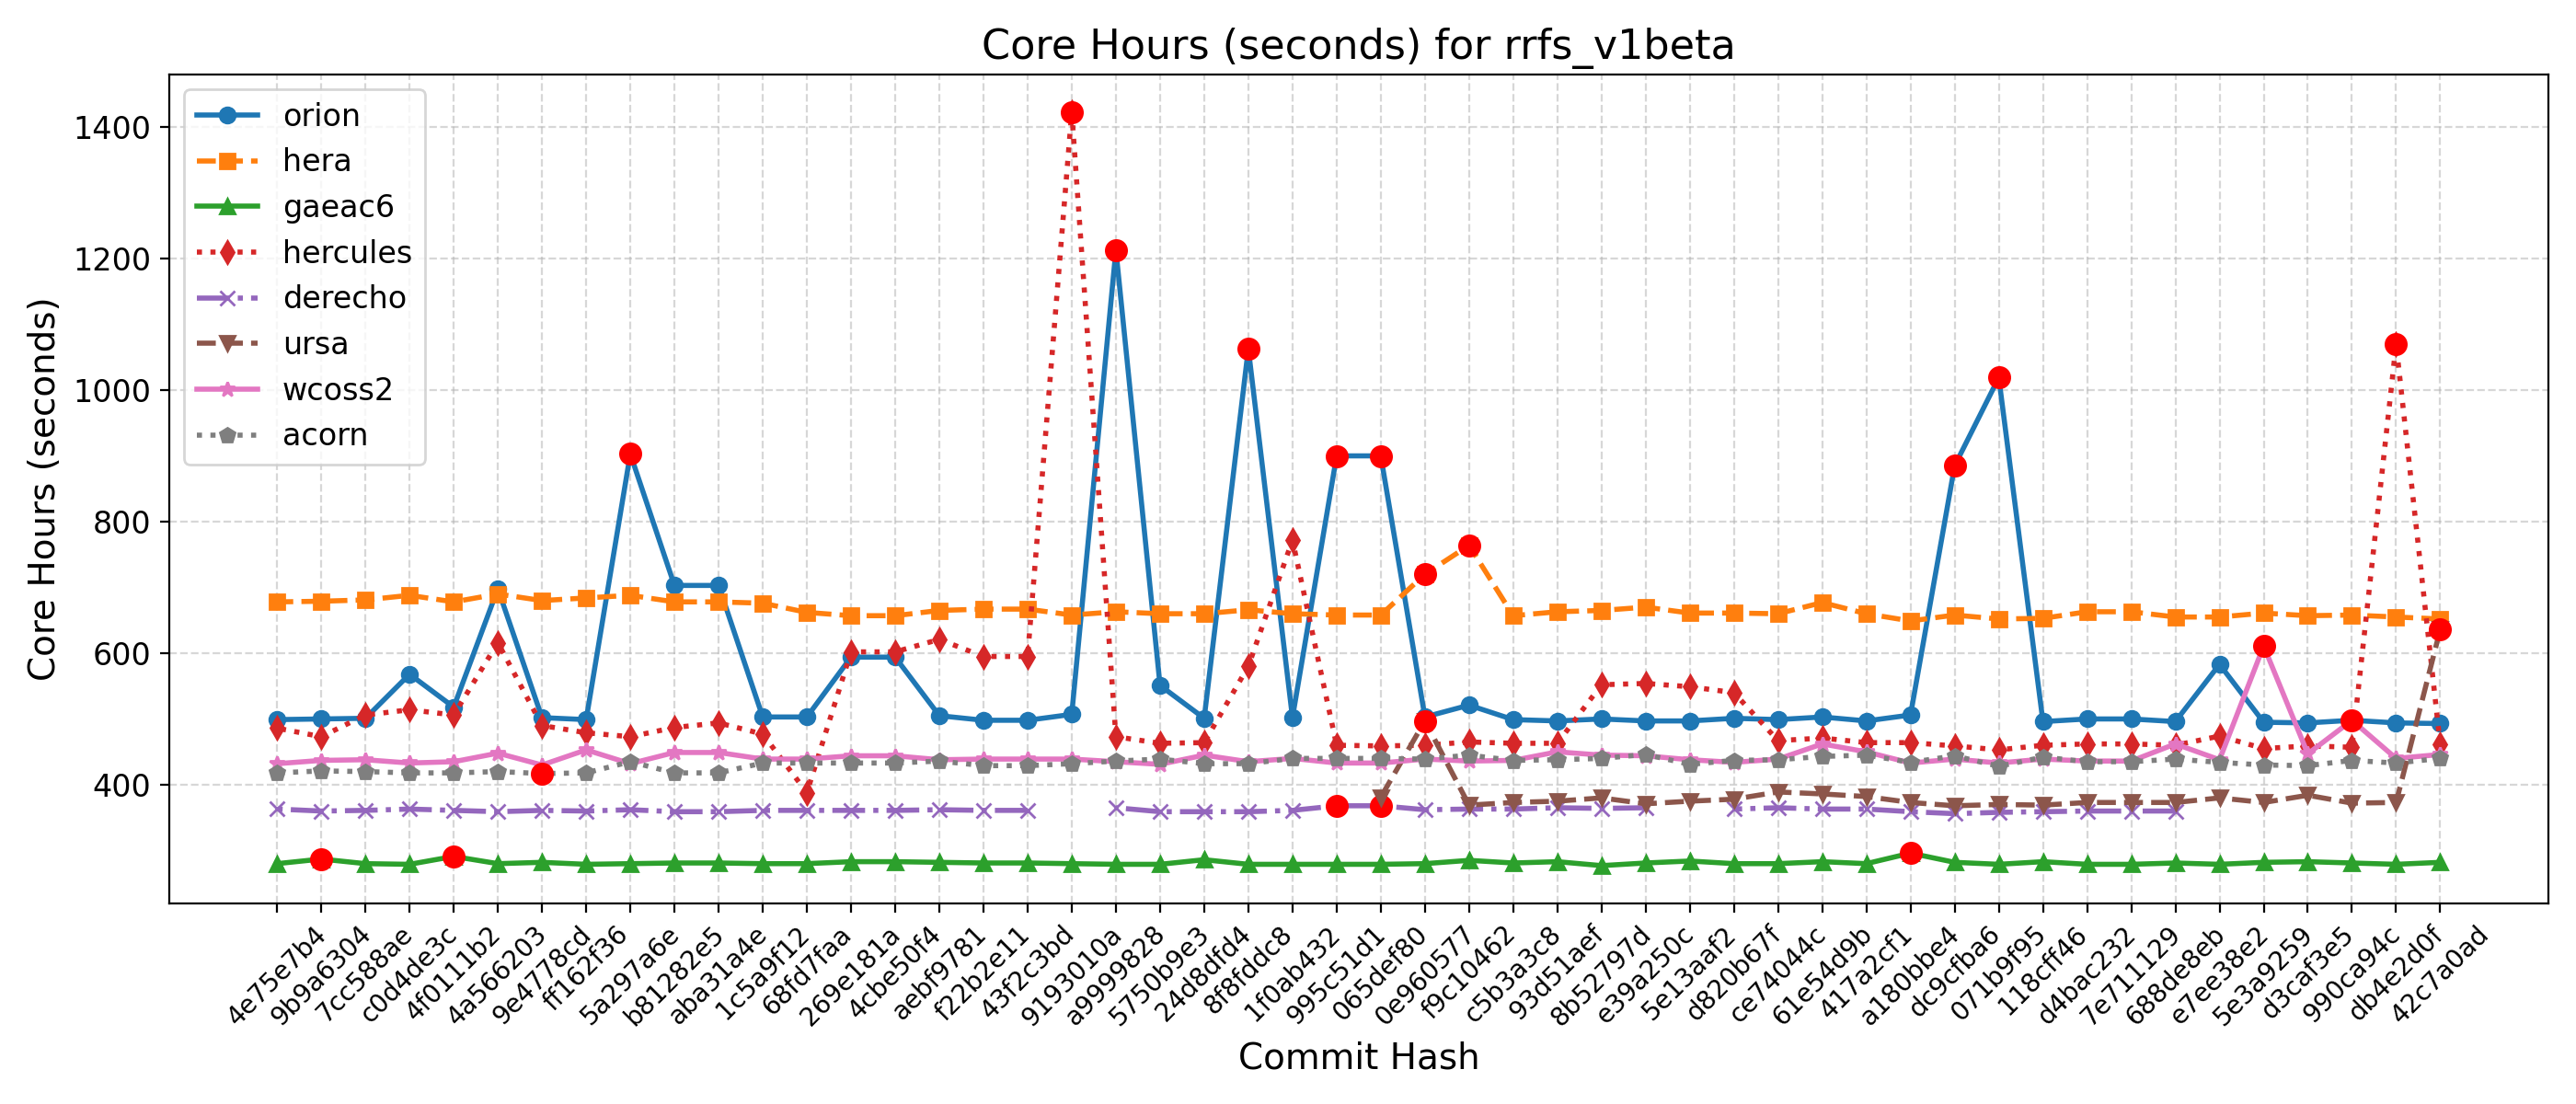 Core Hours (seconds) for rrfs_v1beta
Core Hours (seconds)
1400
1200
1000
800
600
400
orion
hera
gaeac6
hercules
derecho
ursa
wcoss2
acorn
4e75e7b4
9b9a6304
7cc588ae
c0d4de3c
4f0111b2
4a566203
9e4778cd
ff162f36
5a297a6e
b81282e5
aba31a4e
1c5a9f12
68fd7faa
269e181a
4cbe50f4
aebf9781
f22b2e11
43f2c3bd
9193010a
a9999828
5750b9e3
24d8dfd4
8f8fddc8
1f0ab432
995c51d1
065def80
0e960577
f9c10462
c5b3a3c8
93d51aef
8b52797d
e39a250c
5e13aaf2
d820b67f
ce74044c
61e54d9b
417a2cf1
a180bbe4
dc9cfba6
071b9f95
118cff46
d4bac232
7e711129
688de8eb
e7ee38e2
5e3a9259
d3caf3e5
990ca94c
db4e2d0f
42c7a0ad
Commit Hash